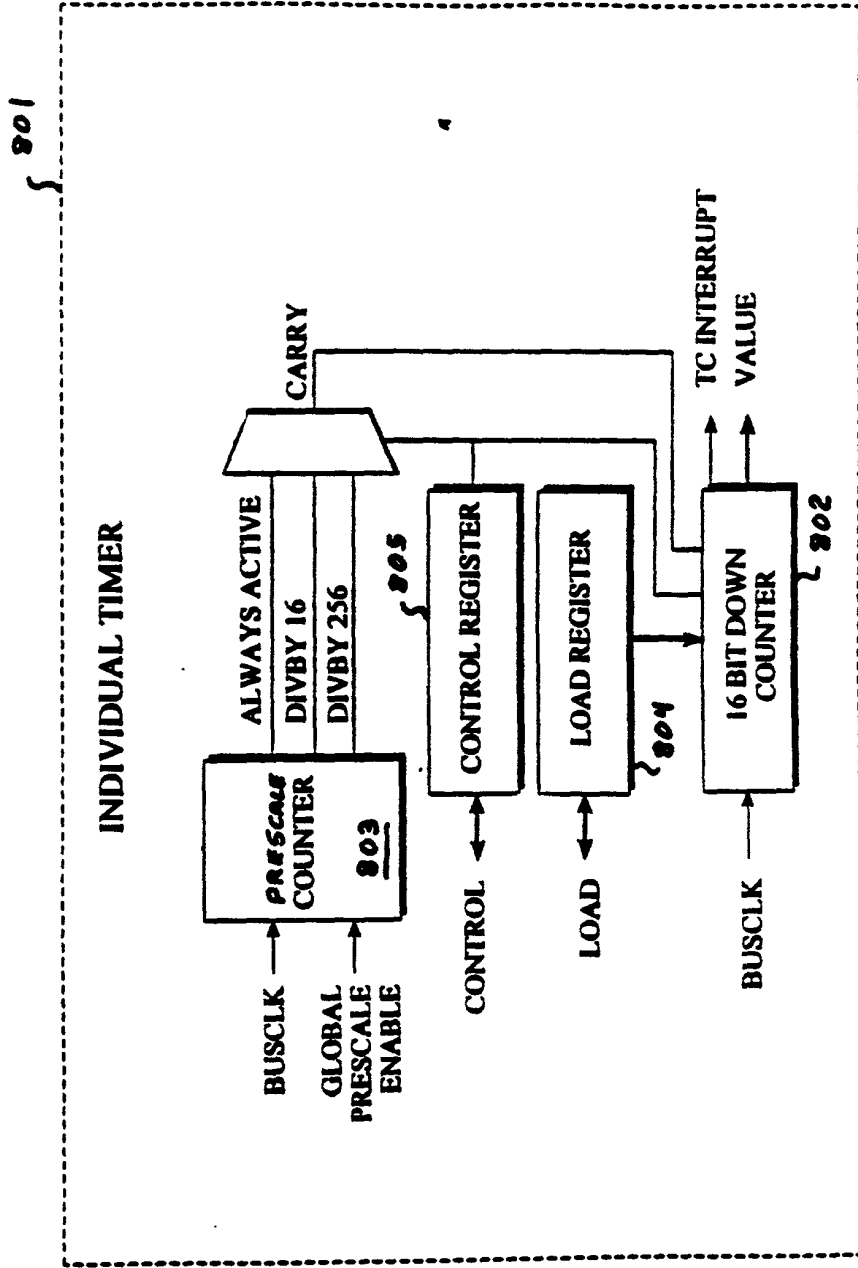 801
INDIVIDUAL TIMER
BUSCLK
GLOBAL
PRESCALE
ENABLE
PRESCALE
COUNTER
803
ALWAYS ACTIVE
DIVBY 16
DIVBY 256
CARRY
805
CONTROL
CONTROL REGISTER
LOAD
LOAD REGISTER
804
BUSCLK
16 BIT DOWN
COUNTER
802
TC INTERRUPT
VALUE